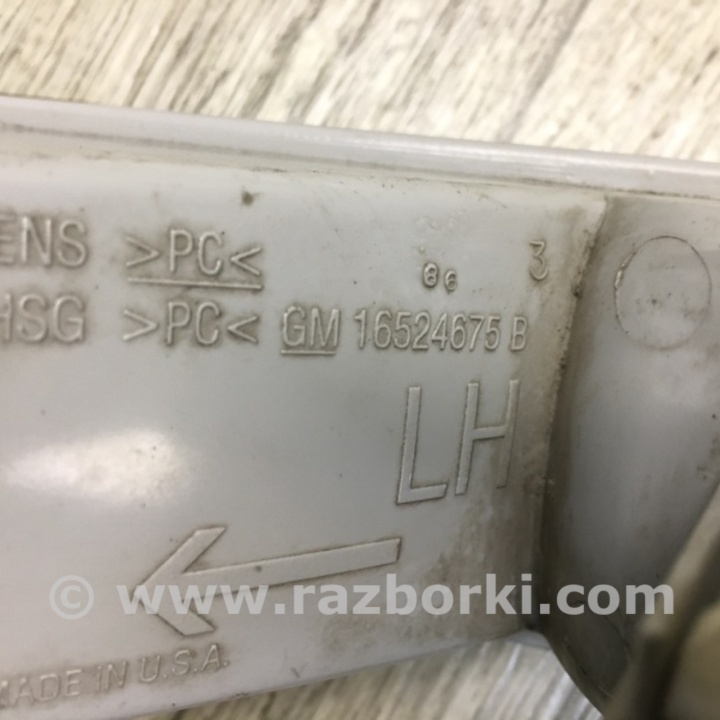 ENS >PC< 86 3
HSG >PC< GM 16524675 B
LH
© www.razborki.com
MADE IN U.S.A.